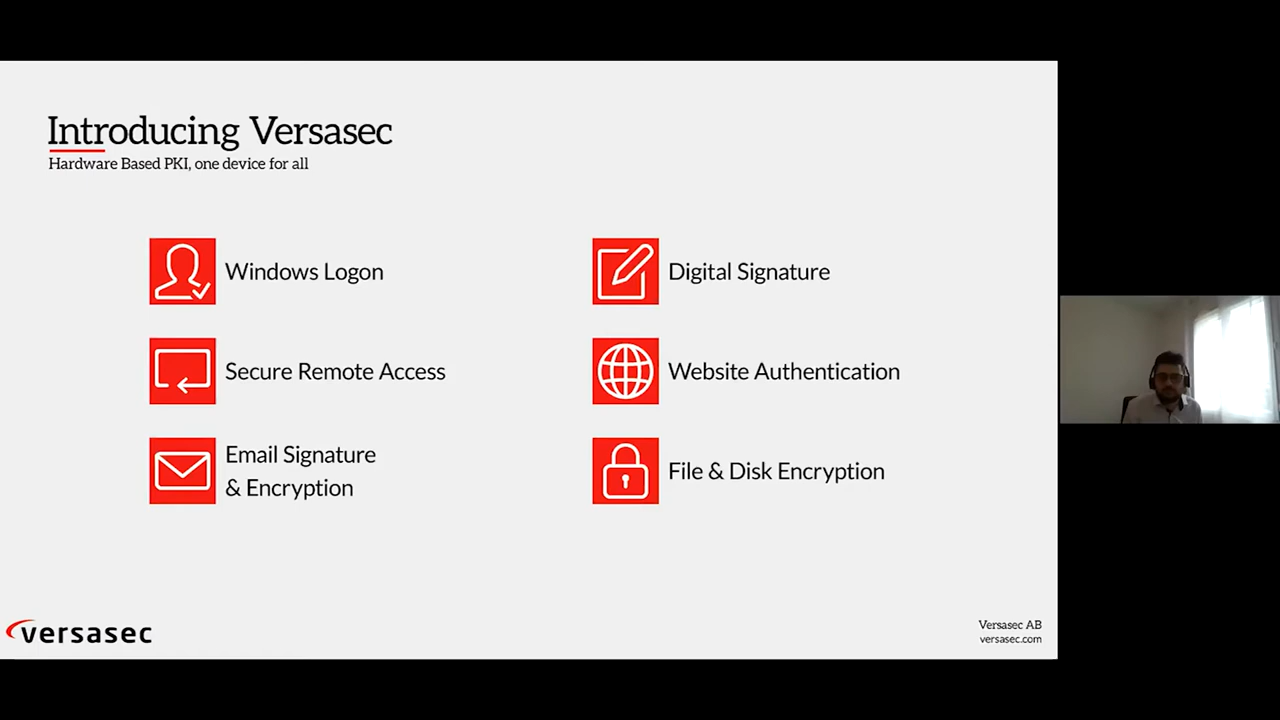 Introducing Versasec
Hardware Based PKI, one device for all
Windows Logon
Digital Signature
Secure Remote Access
Website Authentication
Email Signature
& Encryption
File & Disk Encryption
versasec
Versasec AB
versasec.com